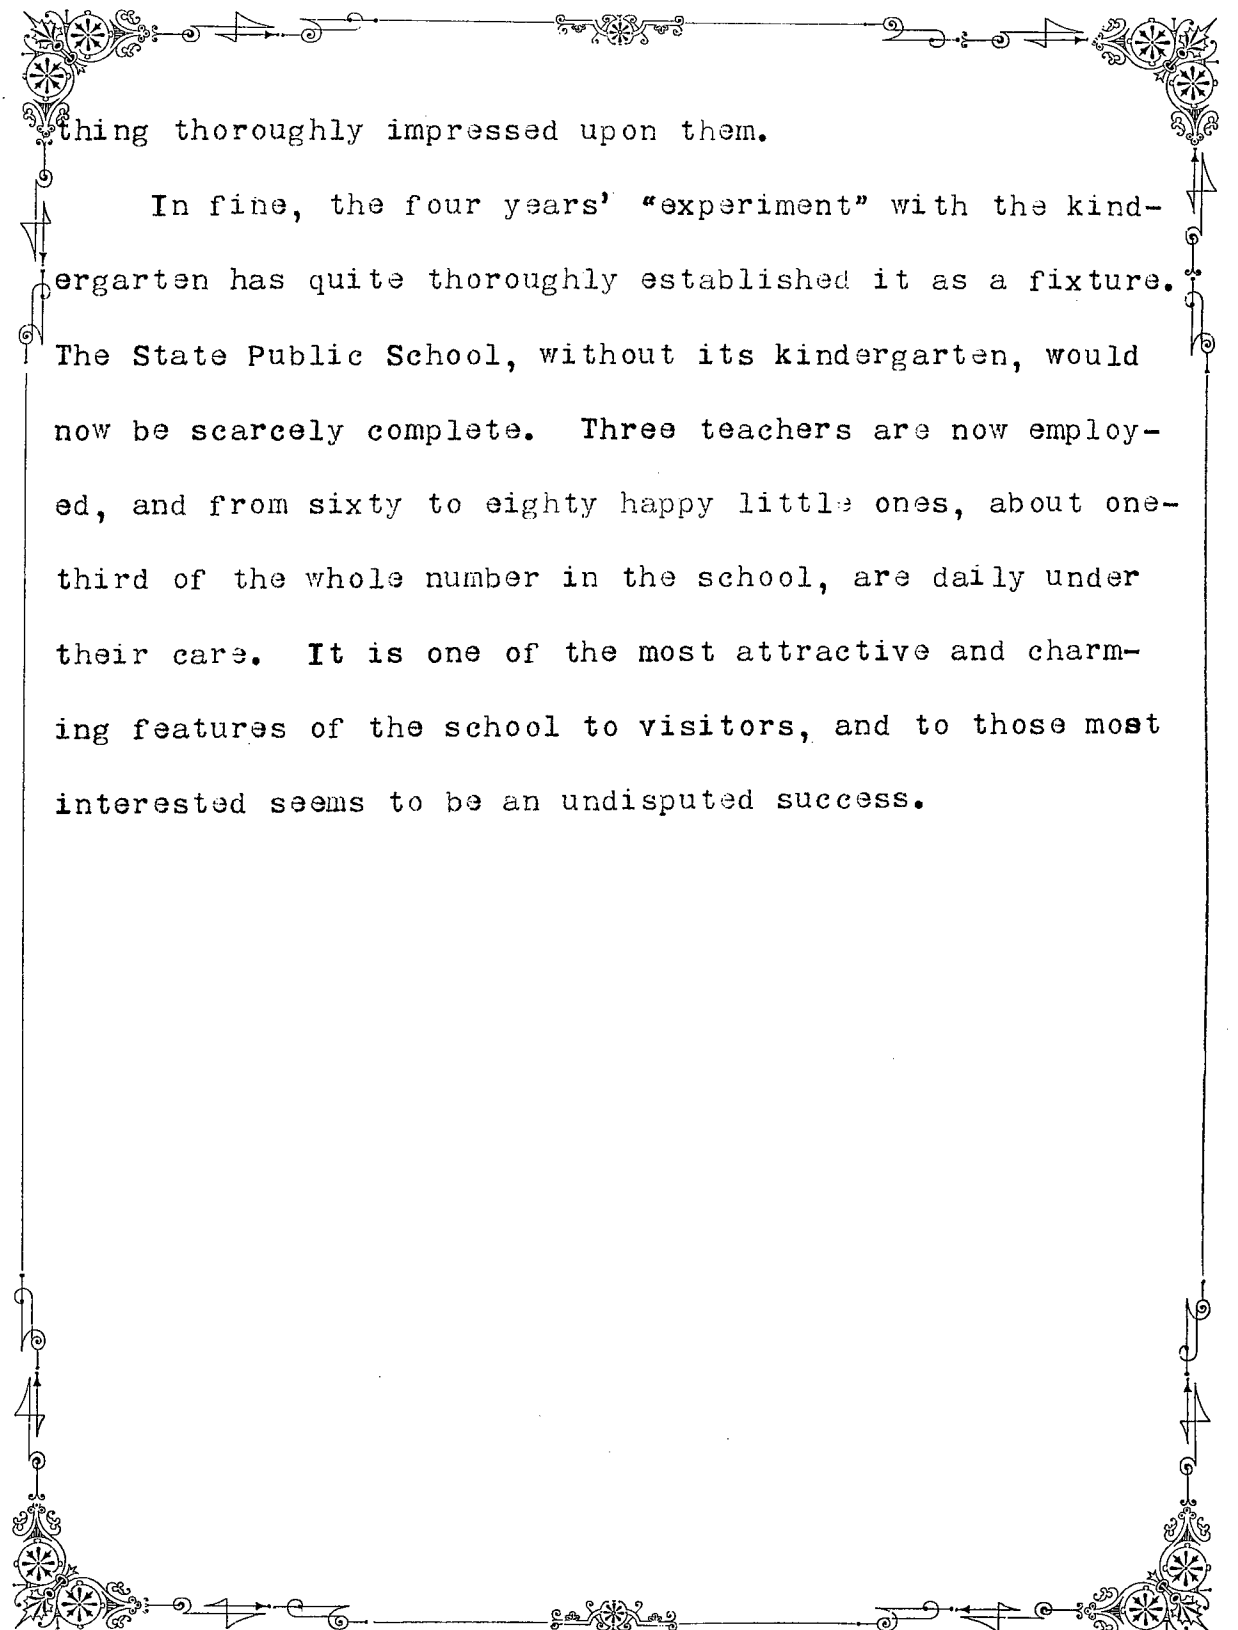 thing thoroughly impressed upon them.
In fine, the four years' "experiment" with the kind-
ergarten has quite thoroughly established it as a fixture.
The State Public School, without its kindergarten, would
now be scarcely complete. Three teachers are now employ-
ed, and from sixty to eighty happy little ones, about one-
third of the whole number in the school, are daily under
their care. It is one of the most attractive and charm-
ing features of the school to visitors, and to those most
interested seems to be an undisputed success.